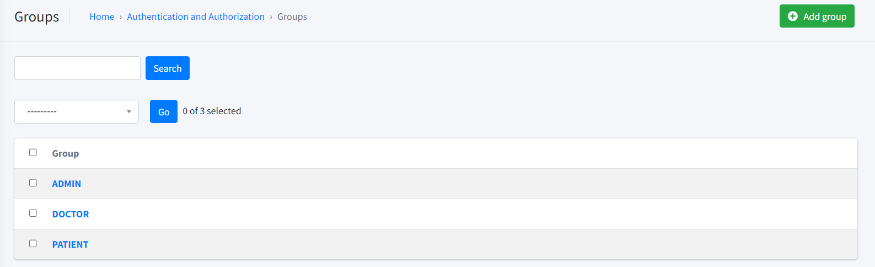 Groups Home › Authentication and Authorization › Groups Add group
Search
--------- Go 0 of 3 selected
Group
ADMIN
DOCTOR
PATIENT